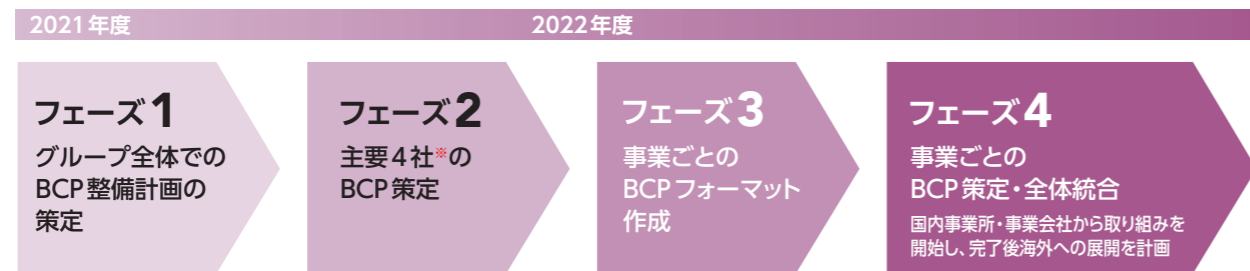 2021年度
2022年度
フェーズ1
グループ全体での
BCP整備計画の
策定
フェーズ2
主要4社※の
BCP策定
フェーズ3
事業ごとの
BCPフォーマット
作成
フェーズ4
事業ごとの
BCP策定・全体統合
国内事業所・事業会社から取り組みを
開始し、完了後海外への展開を計画